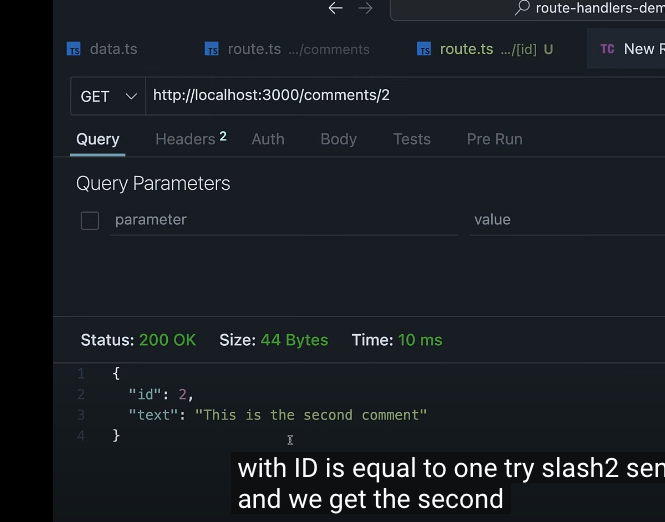 ← → route-handlers-dem
TS data.ts TS route.ts .../comments TS route.ts .../[id] U TC New R
GET http://localhost:3000/comments/2
Query Headers 2 Auth Body Tests Pre Run
Query Parameters
parameter value
Status: 200 OK Size: 44 Bytes Time: 10 ms
1 {
2 "id": 2,
3 "text": "This is the second comment"
4 }
with ID is equal to one try slash2 sen
and we get the second